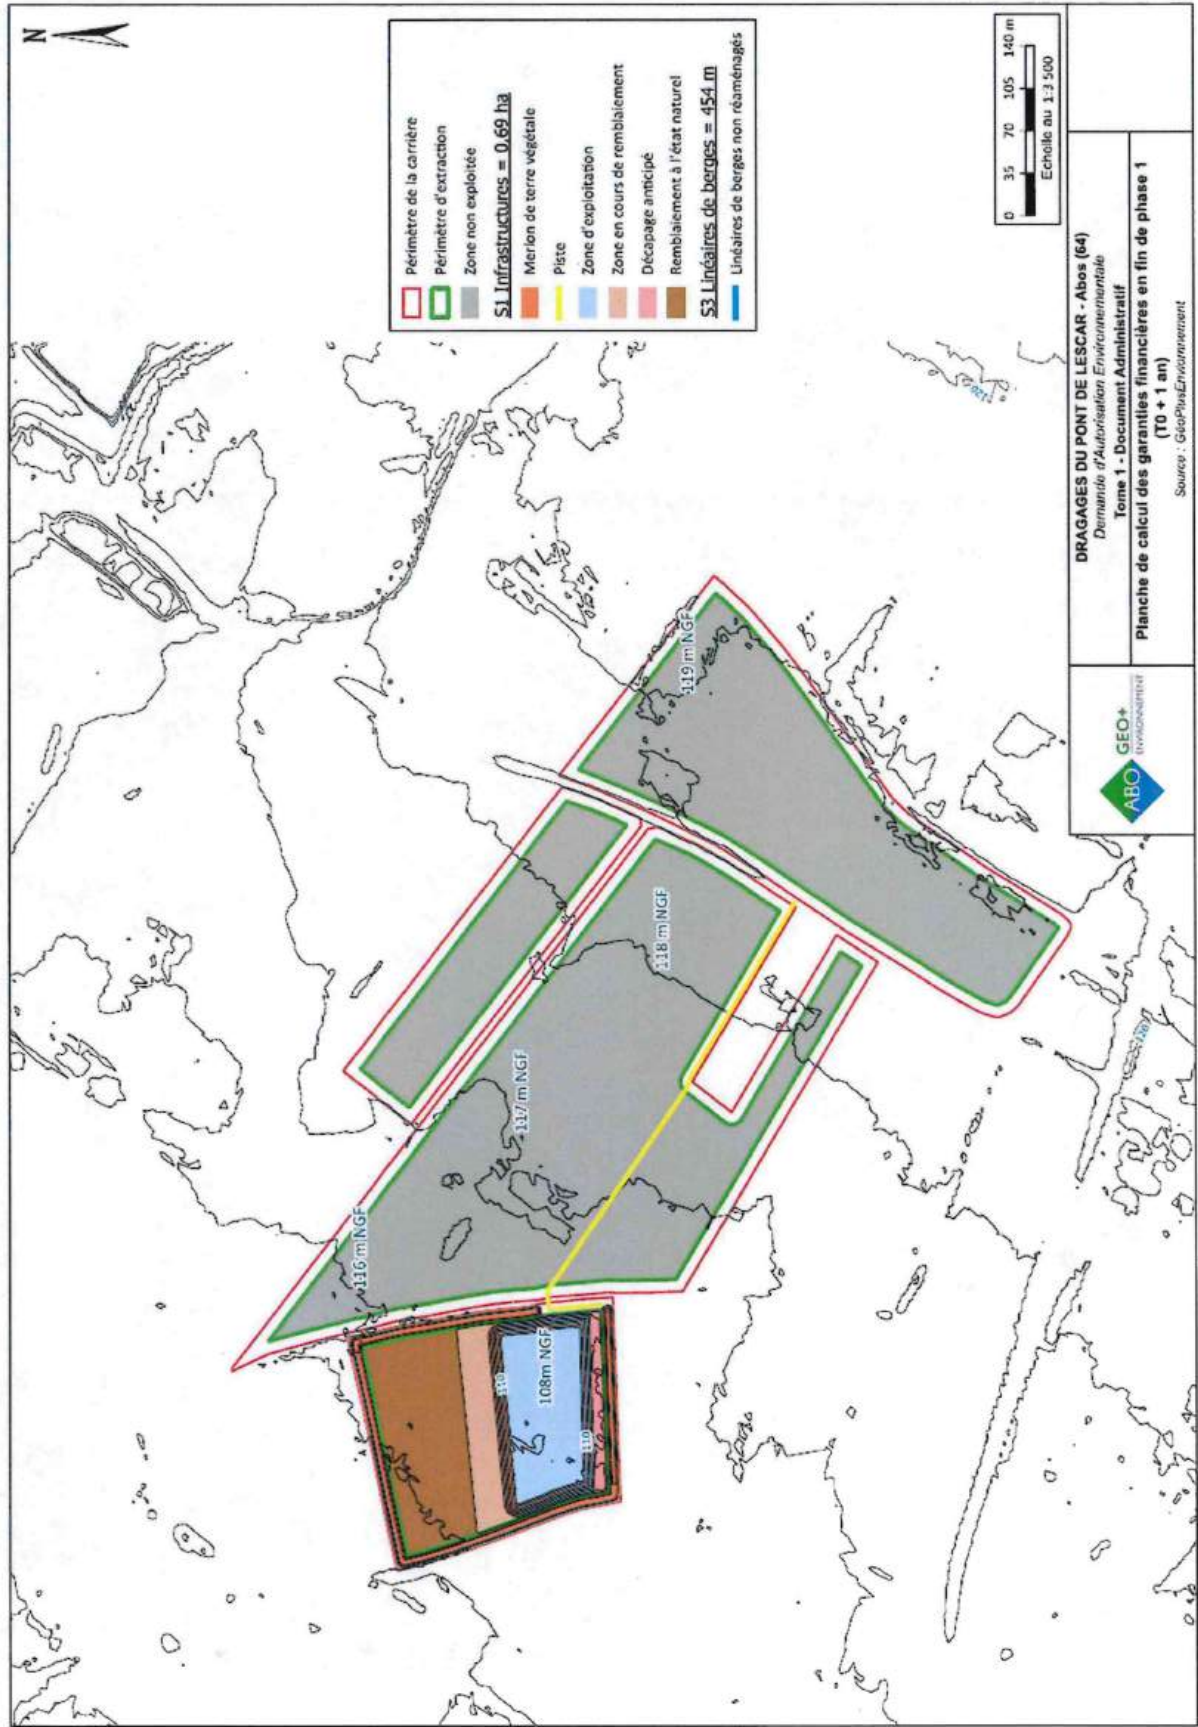 N
Périmètre de la carrière
Périmètre d'extraction
Zone non exploitée
S1 Infrastructures = 0,69 ha
Merlon de terre végétale
Piste
Zone d'exploitation
Zone en cours de remblaiement
Décapage anticipé
Remblaiement à l'état naturel
S3 Linéaires de berges = 454 m
Linéaires de berges non réaménagés
116 m NGF
117 m NGF
118 m NGF
119 m NGF
108m NGF
110
110
120
120
0 35 70 105 140 m
Echelle au 1:3 500
ABO
GEO+
ENVIRONNEMENT
DRAGAGES DU PONT DE LESCAR - Abos (64)
Demande d'Autorisation Environnementale
Tome 1 - Document Administratif
Planche de calcul des garanties financières en fin de phase 1
(T0 + 1 an)
Source : GéoPlusEnvironnement